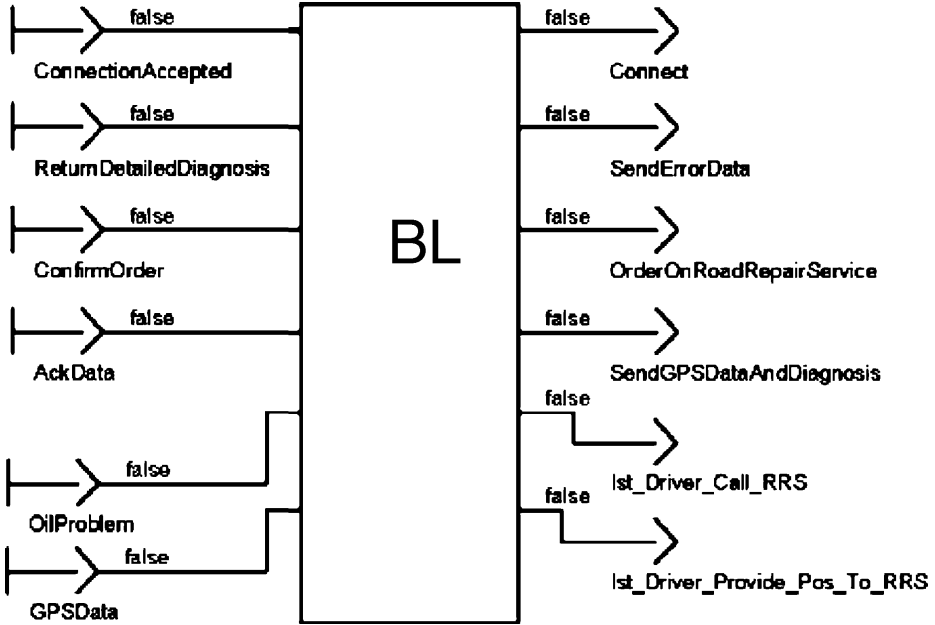 false
ConnectionAccepted
false
ReturnDetailedDiagnosis
false
ConfirmOrder
false
AckData
false
OilProblem
false
GPSData
BL
false
Connect
false
SendErrorData
false
OrderOnRoadRepairService
false
SendGPSDataAndDiagnosis
false
Ist_Driver_Call_RRS
false
Ist_Driver_Provide_Pos_To_RRS